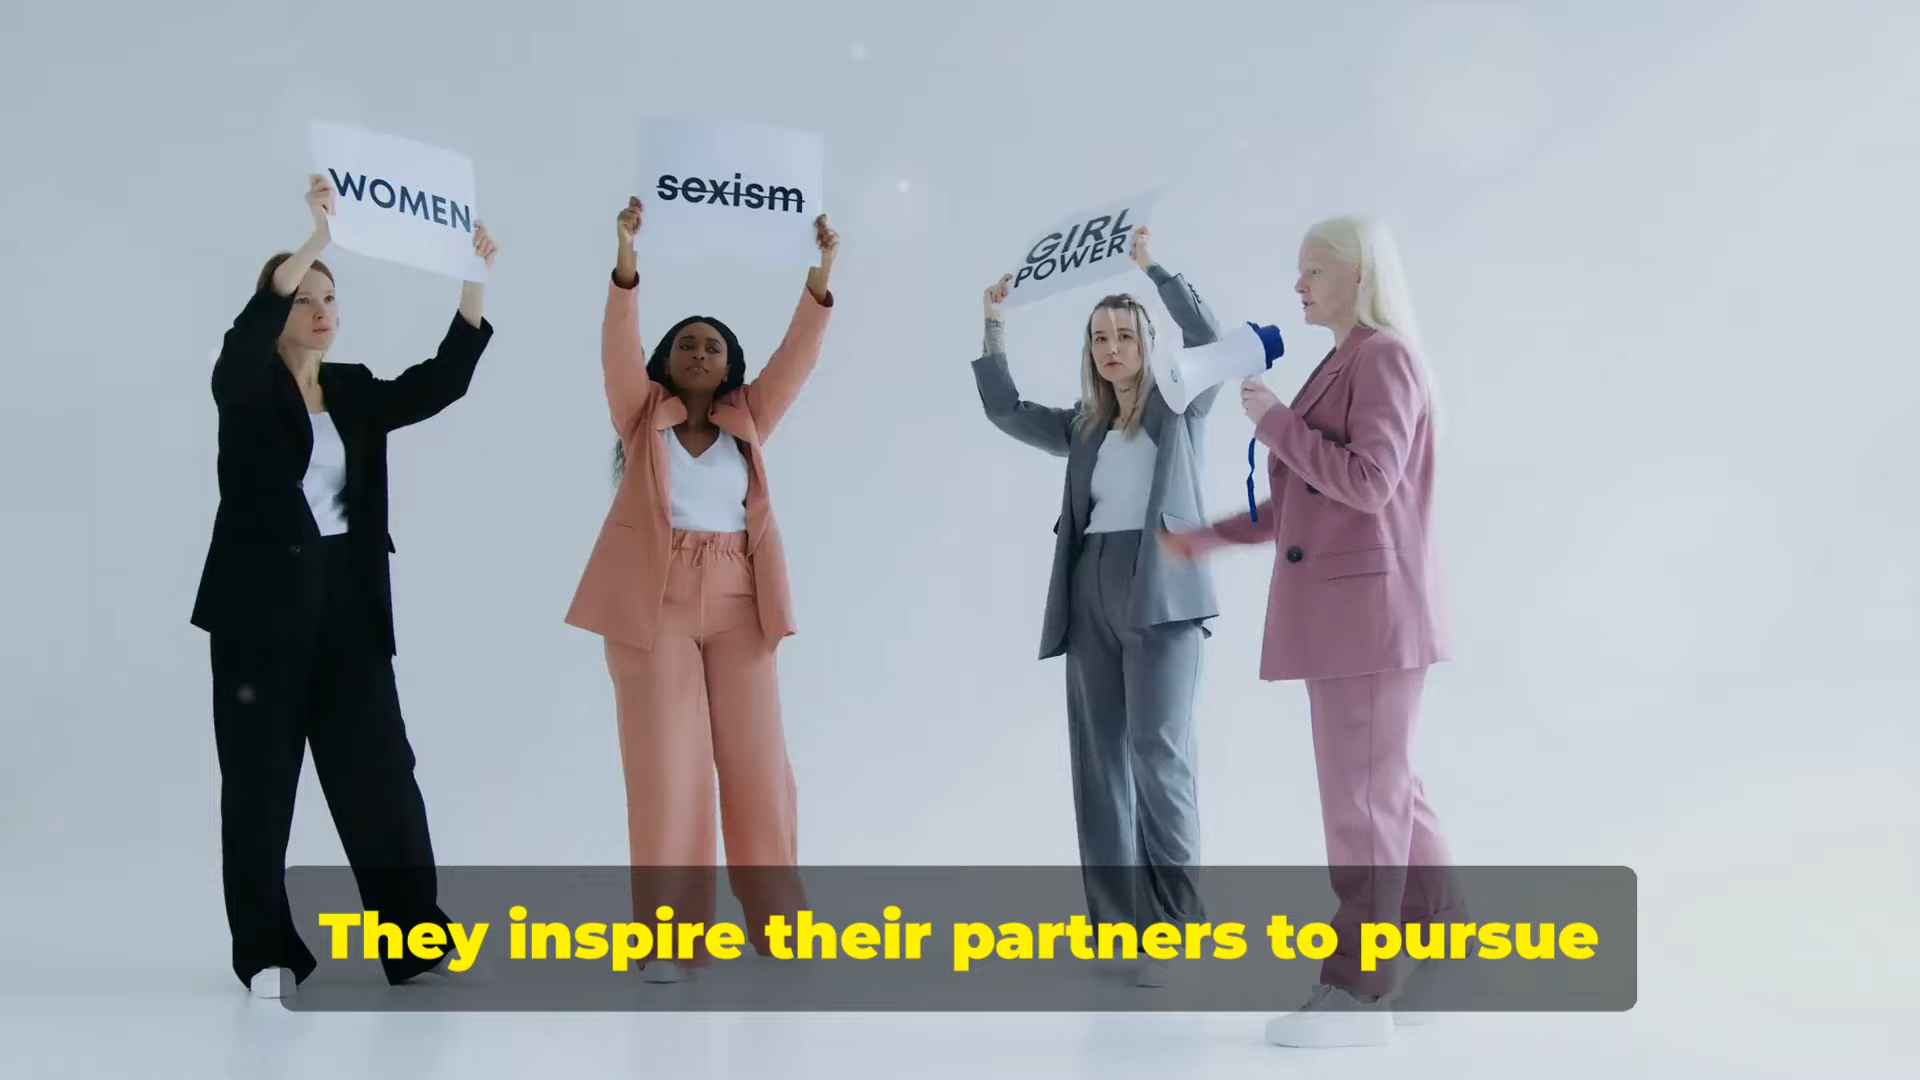 WOMEN
sexism
GIRL
POWER
They inspire their partners to pursue